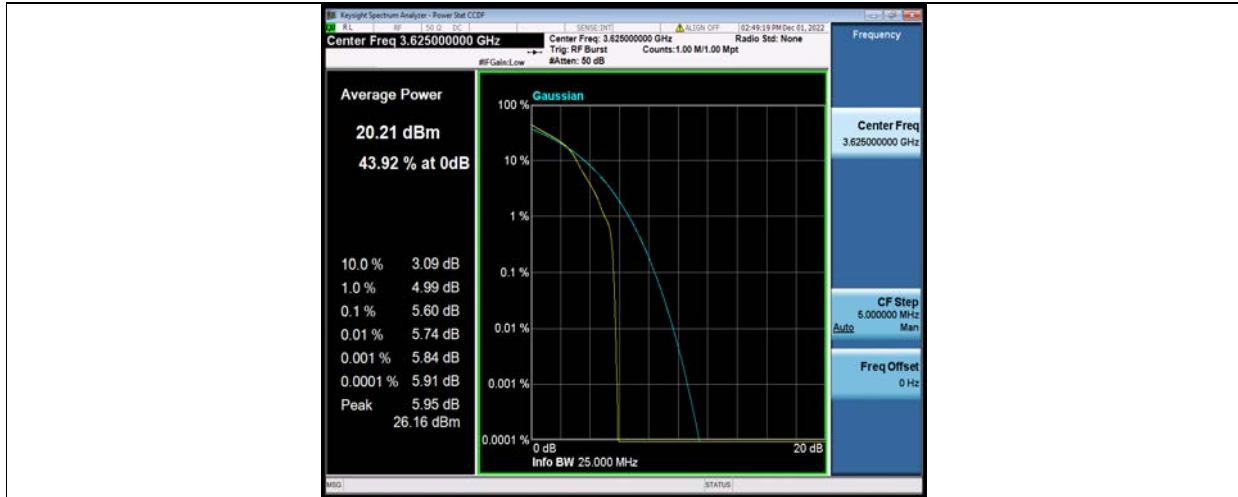 Keysight Spectrum Analyzer - Power Stat CCDF
RL RF 50 Ω DC SENSE:INT ALIGN OFF 02:49:19 PM Dec 01, 2022
Center Freq 3.625000000 GHz
Center Freq: 3.625000000 GHz Radio Std: None
Trig: RF Burst Counts:1.00 M/1.00 Mpt
#IFGain:Low #Atten: 50 dB
Frequency
Average Power
20.21 dBm
43.92 % at 0dB
10.0 % 3.09 dB
1.0 % 4.99 dB
0.1 % 5.60 dB
0.01 % 5.74 dB
0.001 % 5.84 dB
0.0001 % 5.91 dB
Peak 5.95 dB
26.16 dBm
Gaussian
100 %
10 %
1 %
0.1 %
0.01 %
0.001 %
0.0001 %
0 dB 20 dB
Info BW 25.000 MHz
Center Freq
3.625000000 GHz
CF Step
5.000000 MHz
Auto Man
Freq Offset
0 Hz
MSG STATUS